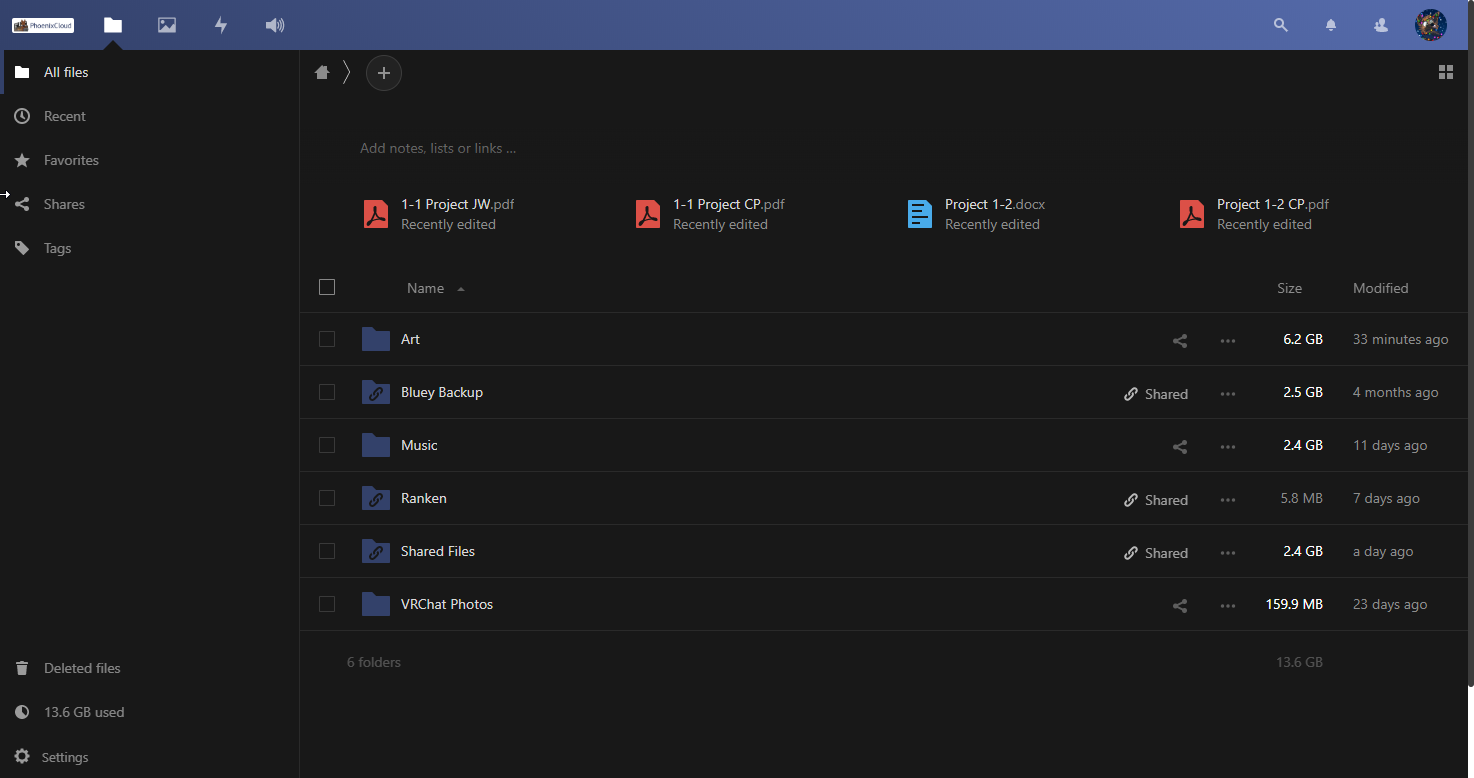 PhoenixCloud
All files
Recent
Favorites
Shares
Tags
Deleted files
13.6 GB used
Settings
Add notes, lists or links ...
1-1 Project JW.pdf
Recently edited
1-1 Project CP.pdf
Recently edited
Project 1-2.docx
Recently edited
Project 1-2 CP.pdf
Recently edited
Name Size Modified
Art 6.2 GB 33 minutes ago
Bluey Backup Shared 2.5 GB 4 months ago
Music 2.4 GB 11 days ago
Ranken Shared 5.8 MB 7 days ago
Shared Files Shared 2.4 GB a day ago
VRChat Photos 159.9 MB 23 days ago
6 folders 13.6 GB